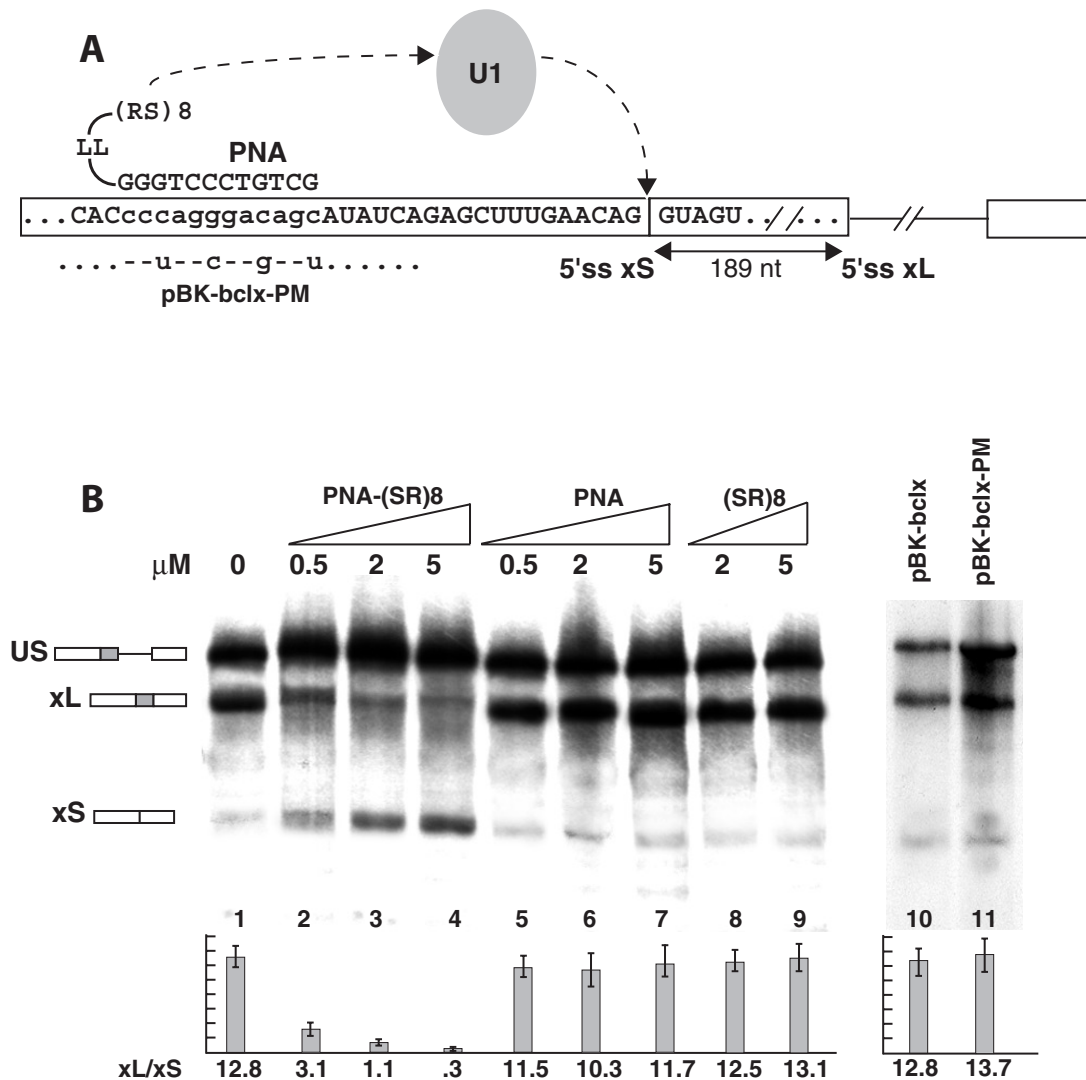 A
U1
(RS)8
LL
PNA
GGGTCCCTGTCG
...CACcccagggacagcAUAUCAGAGCUUUGAACAG GUAGU..//...
....--u--c--g--u......
5'ss xS 189 nt 5'ss xL
pBK-bclx-PM
B
PNA-(SR)8 PNA (SR)8 pBK-bclx pBK-bclx-PM
μM 0 0.5 2 5 0.5 2 5 2 5
US
xL
xS
1 2 3 4 5 6 7 8 9 10 11
xL/xS 12.8 3.1 1.1 .3 11.5 10.3 11.7 12.5 13.1 12.8 13.7